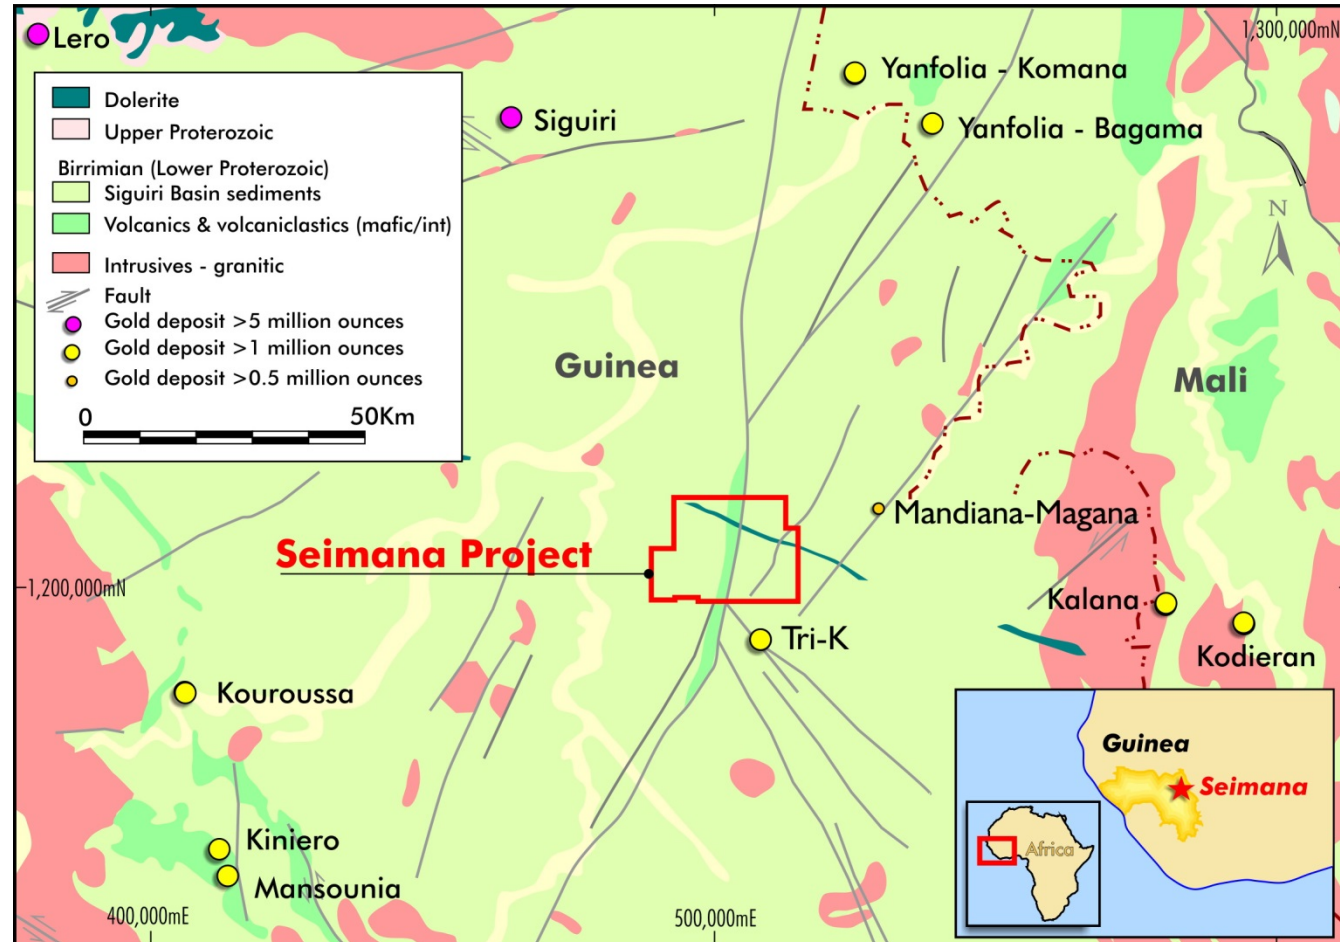 Lero
1,300,000mN
Yanfolia - Komana
Siguiri
Yanfolia - Bagama
Dolerite
Upper Proterozoic
Birrimian (Lower Proterozoic)
Siguiri Basin sediments
Volcanics & volcaniclastics (mafic/int)
Intrusives - granitic
Fault
Gold deposit >5 million ounces
Gold deposit >1 million ounces
Gold deposit >0.5 million ounces
0 50Km
N
Guinea
Mali
Mandiana-Magana
Seimana Project
1,200,000mN
Kalana
Tri-K
Kodieran
Kouroussa
Guinea
Seimana
Africa
Kiniero
Mansounia
400,000mE
500,000mE